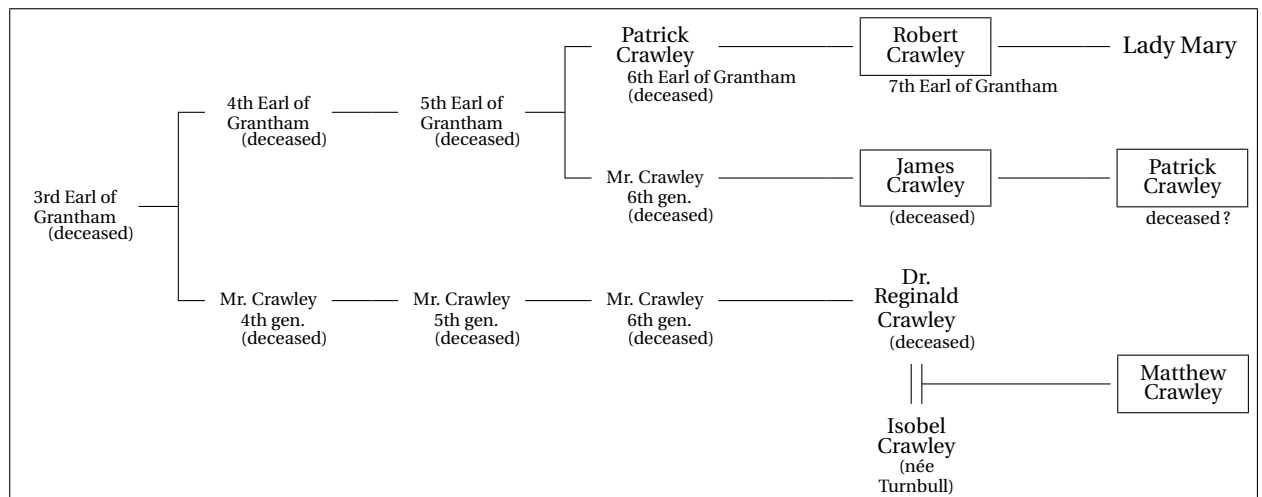 Patrick
Crawley
6th Earl of Grantham
(deceased)
Robert
Crawley
7th Earl of Grantham
Lady Mary
4th Earl of
Grantham
(deceased)
5th Earl of
Grantham
(deceased)
3rd Earl of
Grantham
(deceased)
Mr. Crawley
6th gen.
(deceased)
James
Crawley
(deceased)
Patrick
Crawley
deceased?
Mr. Crawley
4th gen.
(deceased)
Mr. Crawley
5th gen.
(deceased)
Mr. Crawley
6th gen.
(deceased)
Dr.
Reginald
Crawley
(deceased)
Matthew
Crawley
Isobel
Crawley
(née
Turnbull)